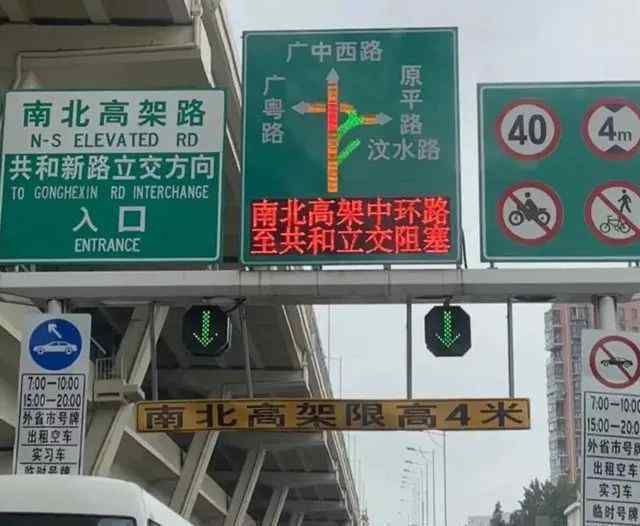 南北高架路
N-S ELEVATED RD
共和新路立交方向
TO GONGHEXIN RD INTERCHANGE
入口
ENTRANCE
广中西路
广粤路
原平路
汶水路
南北高架中环路
至共和立交阻塞
40
4m
南北高架限高4米
7:00—10:00
15:00—20:00
外省市号牌
出租空车
实习车
临时号牌
7:00—10:00
15:00—20:00
外省市号牌
出租空车
实习车
临时号牌